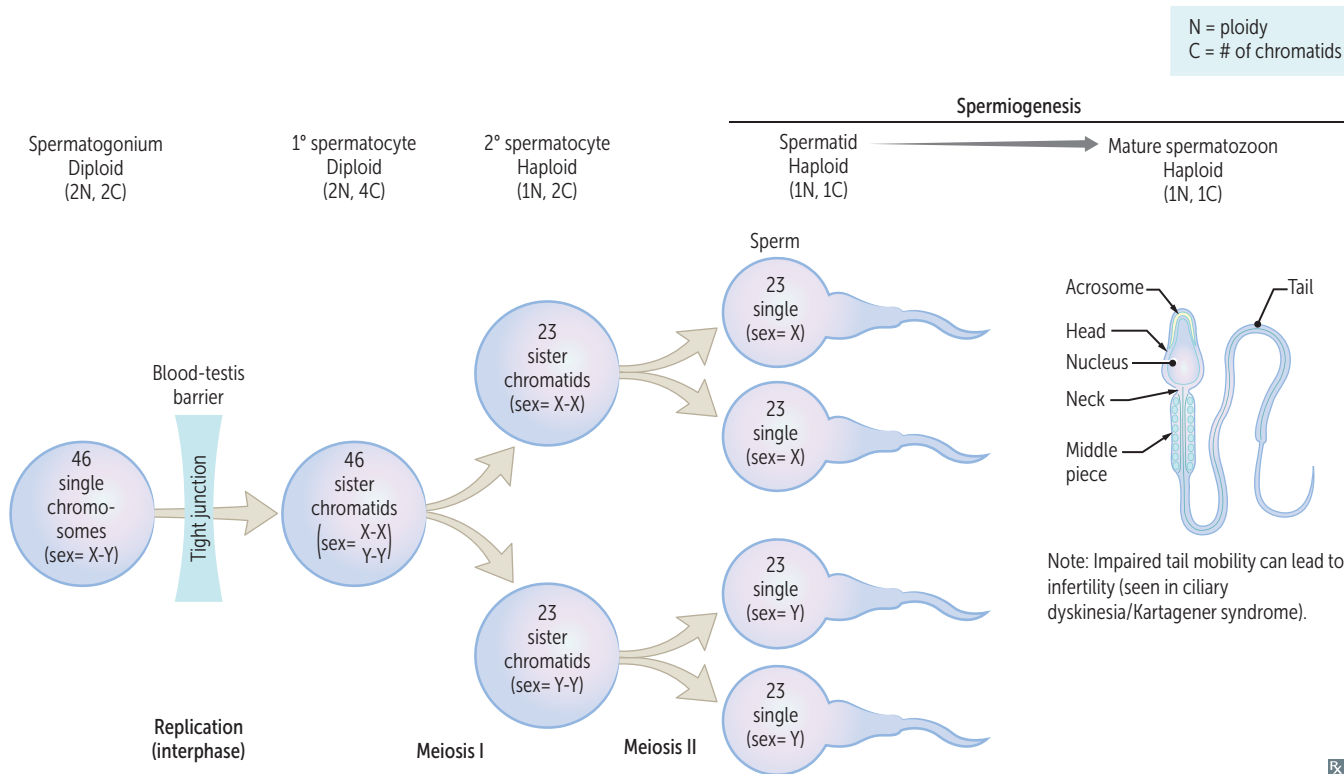 N = ploidy
C = # of chromatids
Spermiogenesis
Spermatogonium
Diploid
(2N, 2C)
1° spermatocyte
Diploid
(2N, 4C)
2° spermatocyte
Haploid
(1N, 2C)
Spermatid
Haploid
(1N, 1C)
Mature spermatozoon
Haploid
(1N, 1C)
Sperm
Blood-testis
barrier
Tight junction
46
single
chromo-
somes
(sex= X-Y)
46
sister
chromatids
(sex= X-X
Y-Y)
23
sister
chromatids
(sex= X-X)
23
sister
chromatids
(sex= Y-Y)
23
single
(sex= X)
23
single
(sex= X)
23
single
(sex= Y)
23
single
(sex= Y)
Acrosome
Head
Nucleus
Neck
Middle
piece
Tail
Note: Impaired tail mobility can lead to
infertility (seen in ciliary
dyskinesia/Kartagener syndrome).
Replication
(interphase)
Meiosis I
Meiosis II
Rx